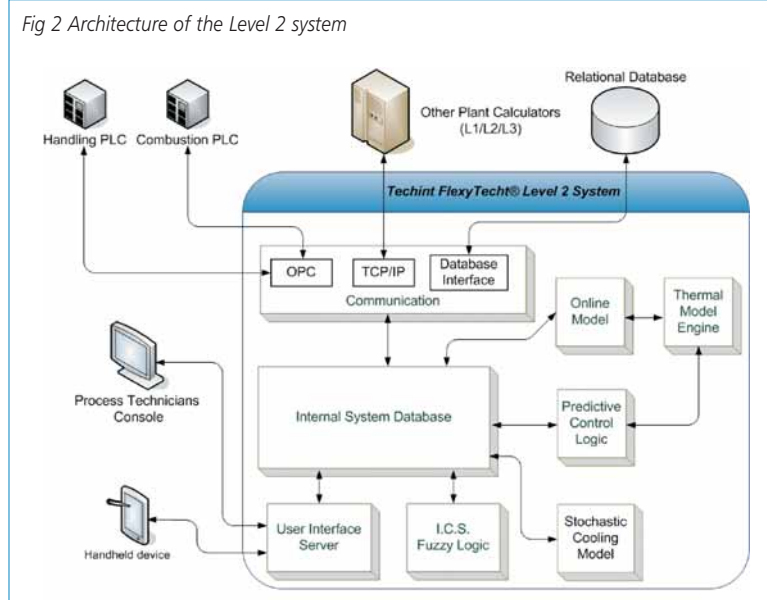 Fig 2 Architecture of the Level 2 system
Relational Database
Other Plant Calculators
(L1/L2/L3)
Handling PLC
Combustion PLC
Techint FlexyTecht® Level 2 System
OPC
TCP/IP
Database
Interface
Communication
Online
Model
Thermal
Model
Engine
Process Technicians
Console
Internal System Database
Predictive
Control
Logic
Handheld device
User Interface
Server
I.C.S.
Fuzzy Logic
Stochastic
Cooling
Model